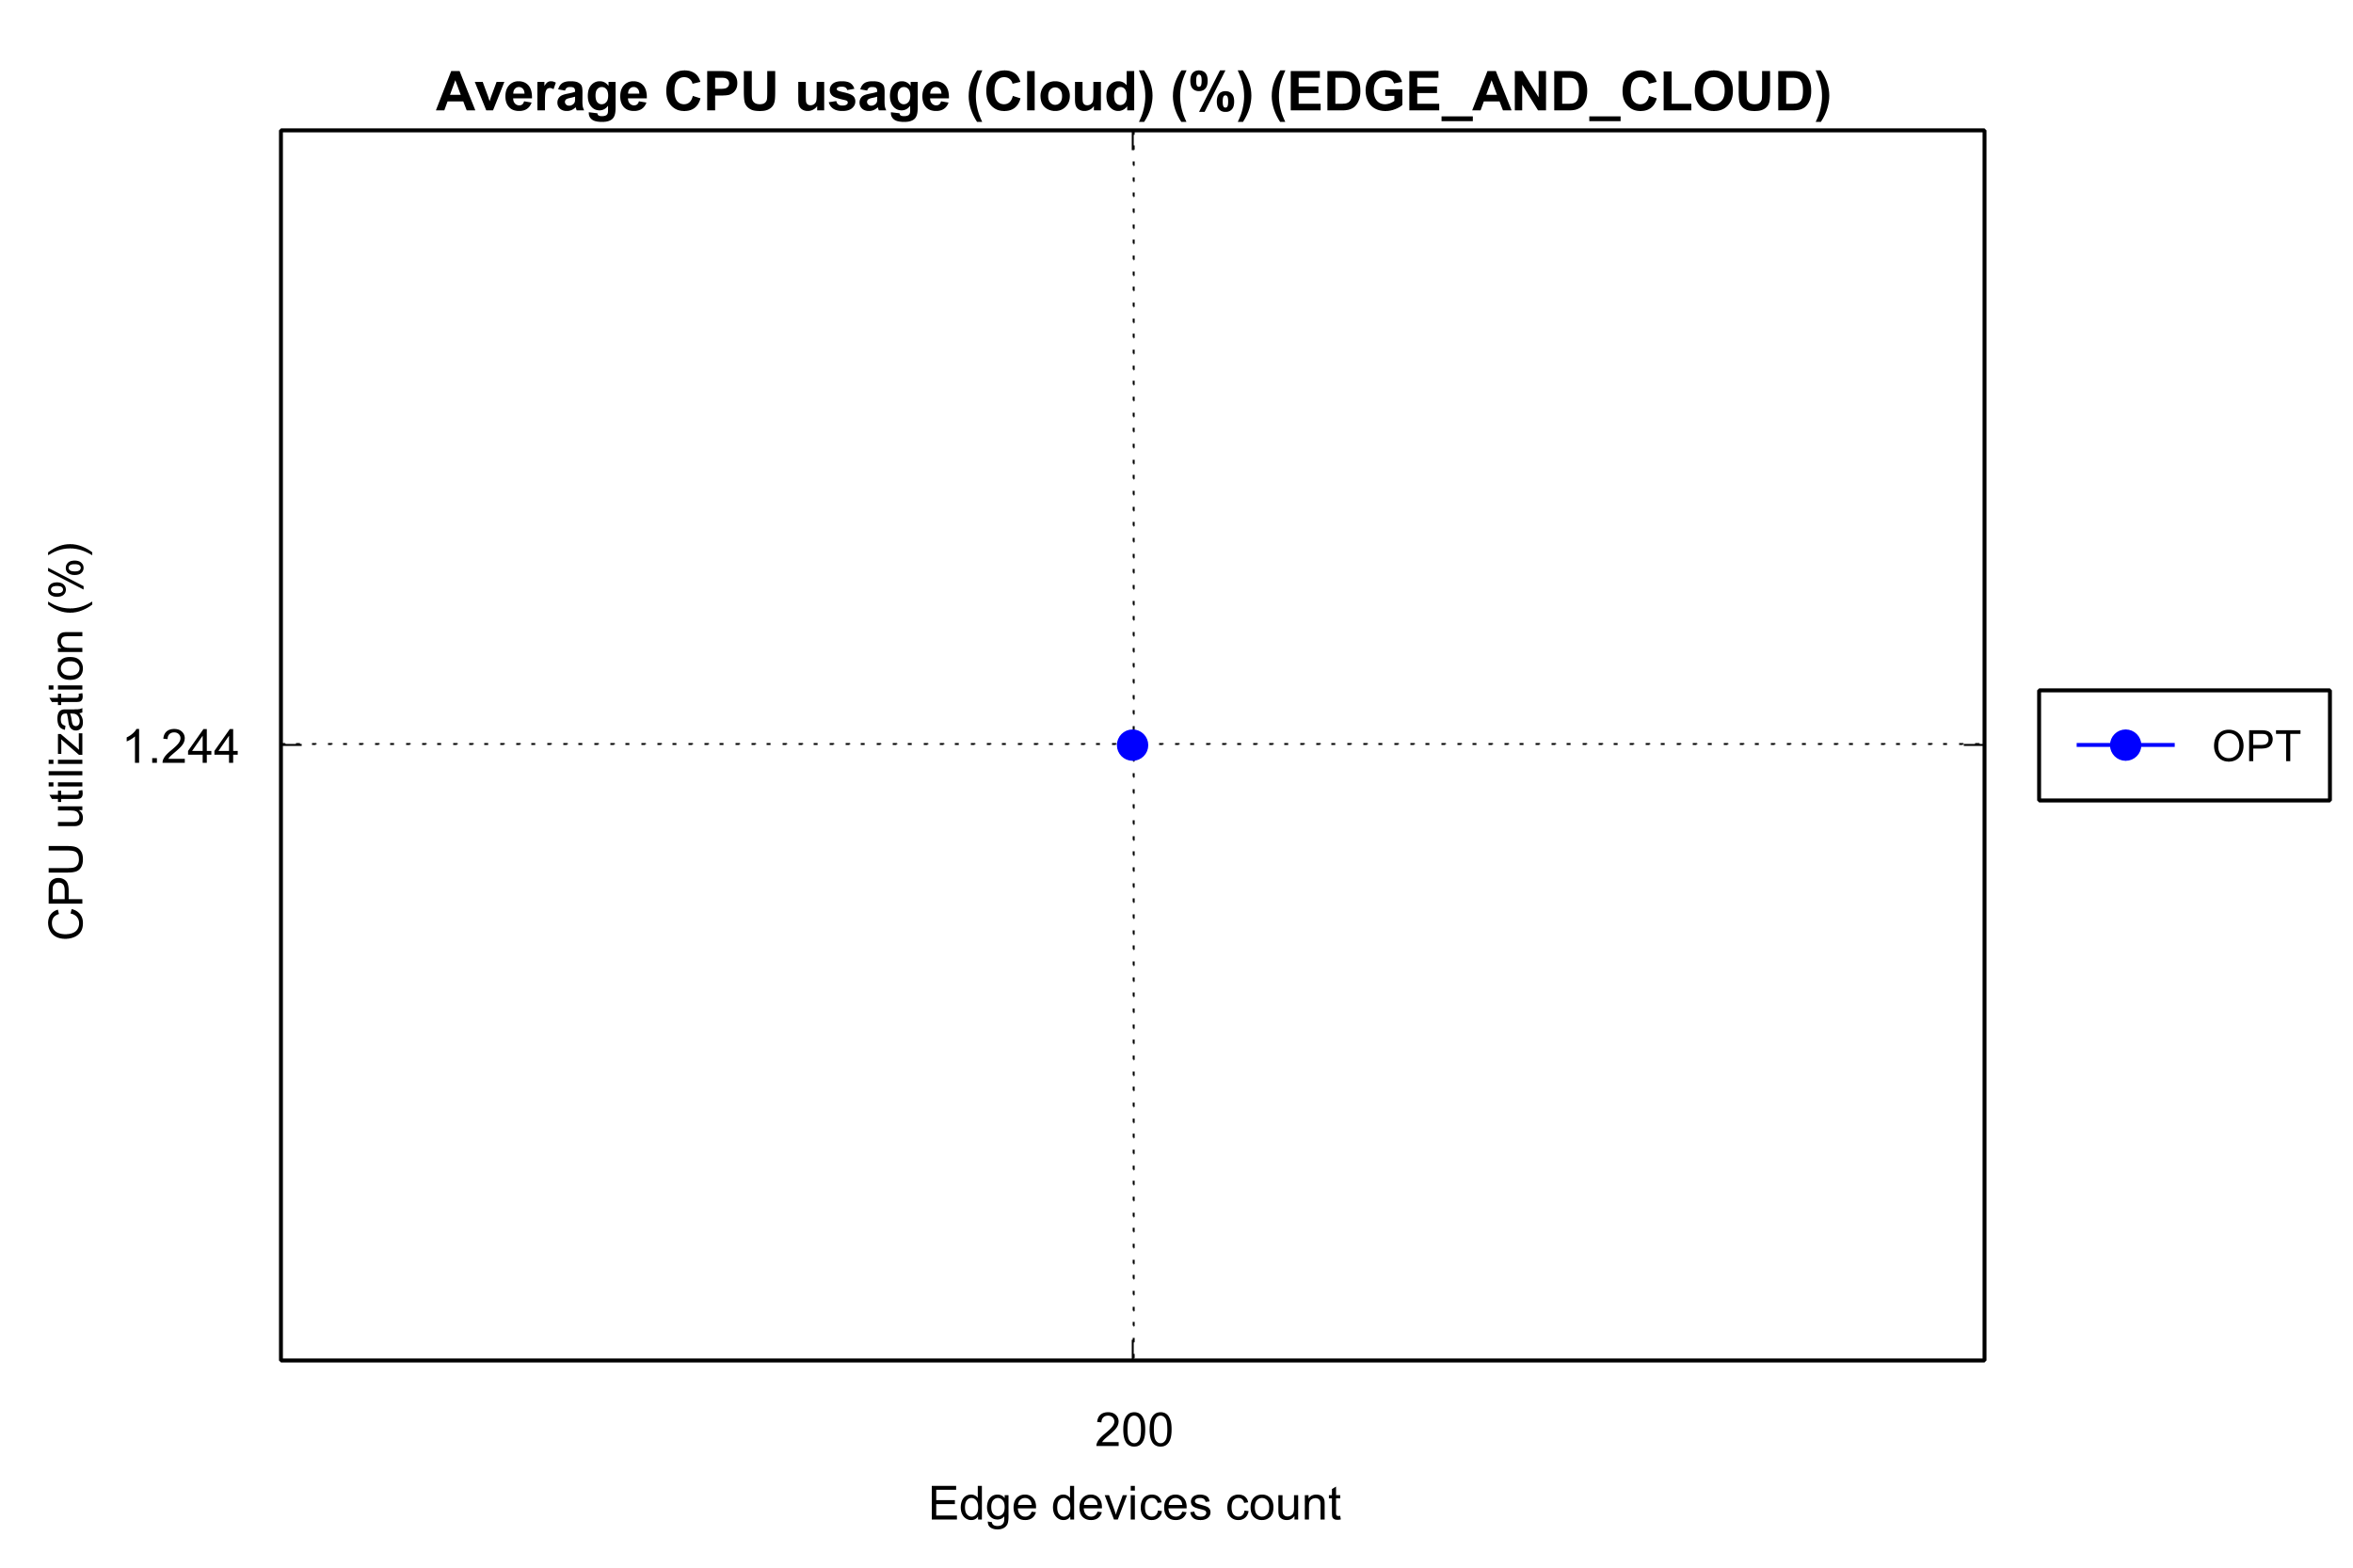 Average CPU usage (Cloud) (%) (EDGE_AND_CLOUD)
CPU utilization (%)
1.244
OPT
200
Edge devices count